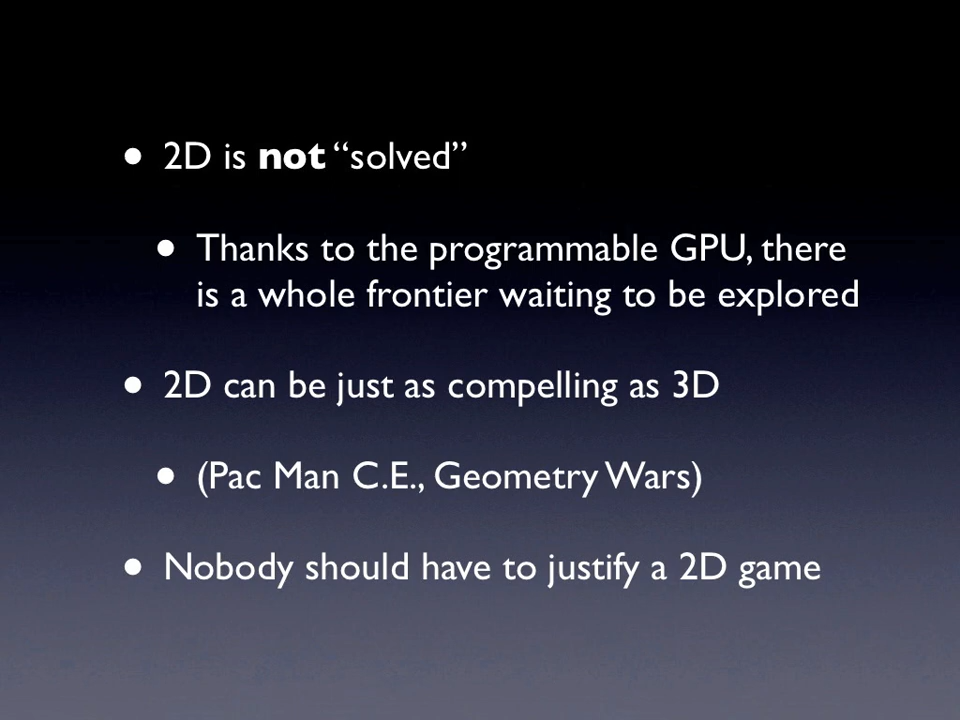 • 2D is not “solved”
• Thanks to the programmable GPU, there
is a whole frontier waiting to be explored
• 2D can be just as compelling as 3D
• (Pac Man C.E., Geometry Wars)
• Nobody should have to justify a 2D game